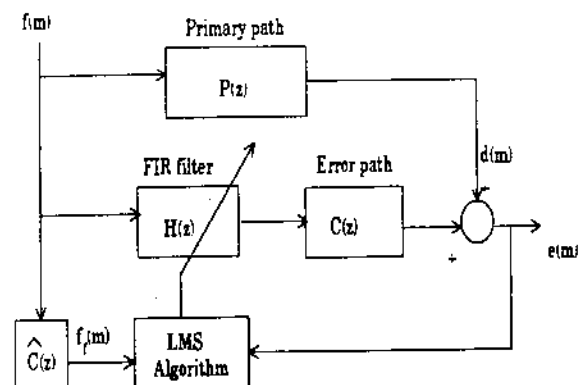 f(m)
Primary path
P(z)
d(m)
-
FIR filter
Error path
H(z)
C(z)
+
e(m)
^
C(z)
f_f(m)
LMS
Algorithm